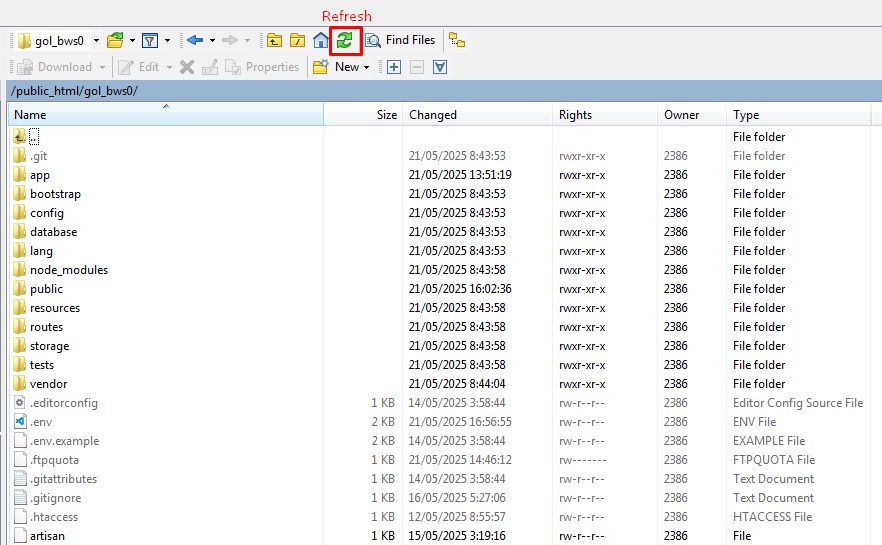 Refresh
gol_bws0 Find Files
Download Edit Properties New
/public_html/gol_bws0/
Name Size Changed Rights Owner Type
.. File folder
.git 21/05/2025 8:43:53 rwxr-xr-x 2386 File folder
app 21/05/2025 13:51:19 rwxr-xr-x 2386 File folder
bootstrap 21/05/2025 8:43:53 rwxr-xr-x 2386 File folder
config 21/05/2025 8:43:53 rwxr-xr-x 2386 File folder
database 21/05/2025 8:43:53 rwxr-xr-x 2386 File folder
lang 21/05/2025 8:43:53 rwxr-xr-x 2386 File folder
node_modules 21/05/2025 8:43:58 rwxr-xr-x 2386 File folder
public 21/05/2025 16:02:36 rwxr-xr-x 2386 File folder
resources 21/05/2025 8:43:58 rwxr-xr-x 2386 File folder
routes 21/05/2025 8:43:58 rwxr-xr-x 2386 File folder
storage 21/05/2025 8:43:58 rwxr-xr-x 2386 File folder
tests 21/05/2025 8:43:58 rwxr-xr-x 2386 File folder
vendor 21/05/2025 8:44:04 rwxr-xr-x 2386 File folder
.editorconfig 1 KB 14/05/2025 3:58:44 rw-r--r-- 2386 Editor Config Source File
.env 2 KB 21/05/2025 16:56:55 rw-r--r-- 2386 ENV File
.env.example 2 KB 14/05/2025 3:58:44 rw-r--r-- 2386 EXAMPLE File
.ftpquota 1 KB 21/05/2025 14:46:12 rw------- 2386 FTPQUOTA File
.gitattributes 1 KB 14/05/2025 3:58:44 rw-r--r-- 2386 Text Document
.gitignore 1 KB 16/05/2025 5:27:06 rw-r--r-- 2386 Text Document
.htaccess 1 KB 12/05/2025 8:55:57 rw-r--r-- 2386 HTACCESS File
artisan 1 KB 15/05/2025 3:19:16 rw-r--r-- 2386 File